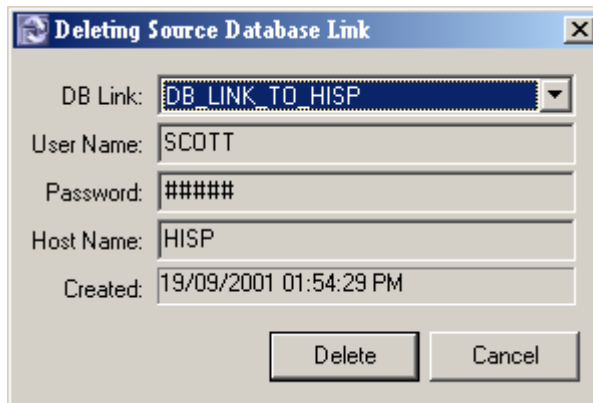 Deleting Source Database Link
DB Link: DB_LINK_TO_HISP
User Name: SCOTT
Password: #####
Host Name: HISP
Created: 19/09/2001 01:54:29 PM
Delete Cancel